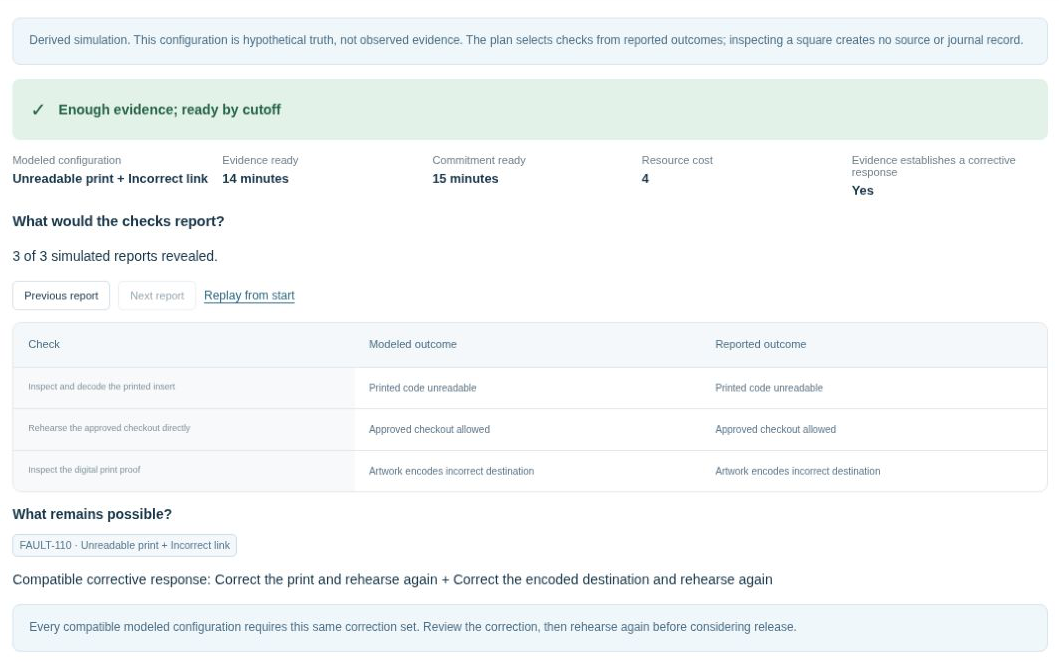 Derived simulation. This configuration is hypothetical truth, not observed evidence. The plan selects checks from reported outcomes; inspecting a square creates no source or journal record.
✓ Enough evidence; ready by cutoff
Modeled configuration
Unreadable print + Incorrect link
Evidence ready
14 minutes
Commitment ready
15 minutes
Resource cost
4
Evidence establishes a corrective
response
Yes
What would the checks report?
3 of 3 simulated reports revealed.
Previous report Next report Replay from start
Check Modeled outcome Reported outcome
Inspect and decode the printed insert Printed code unreadable Printed code unreadable
Rehearse the approved checkout directly Approved checkout allowed Approved checkout allowed
Inspect the digital print proof Artwork encodes incorrect destination Artwork encodes incorrect destination
What remains possible?
FAULT-110 · Unreadable print + Incorrect link
Compatible corrective response: Correct the print and rehearse again + Correct the encoded destination and rehearse again
Every compatible modeled configuration requires this same correction set. Review the correction, then rehearse again before considering release.